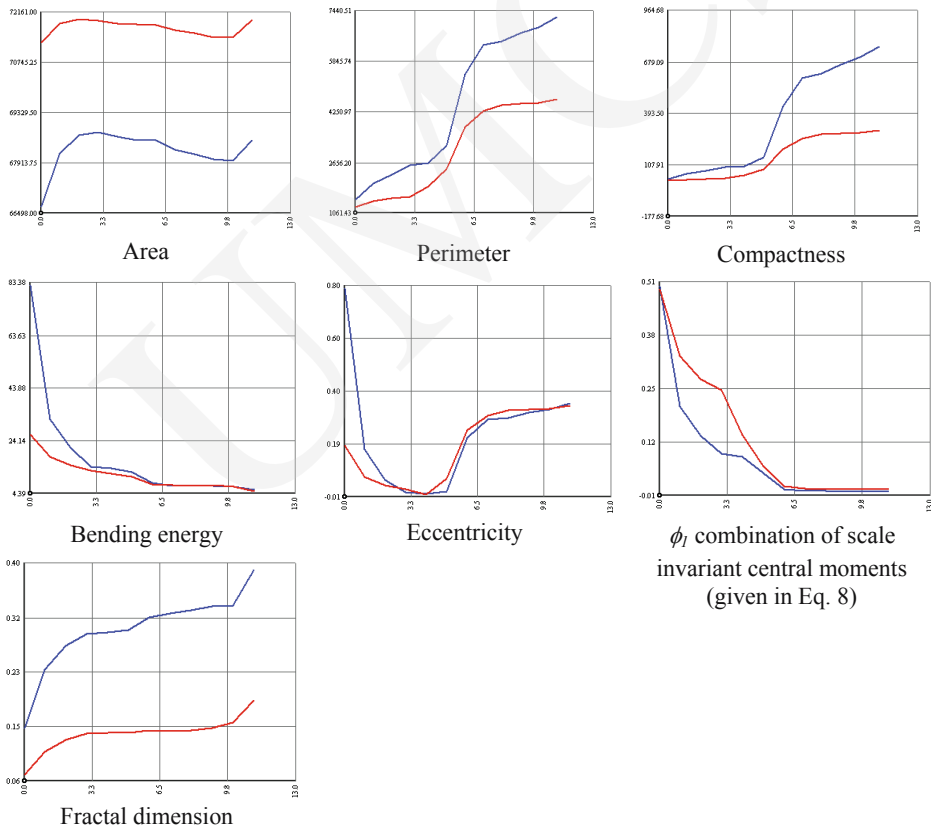 72161.00
70745.25
69329.50
67913.75
66498.00
0.0 3.3 6.5 9.8 13.0
Area
7440.51
5845.74
4250.97
2656.20
1061.43
0.0 3.3 6.5 9.8 13.0
Perimeter
964.68
679.09
393.50
107.91
-177.68
0.0 3.3 6.5 9.8 13.0
Compactness
83.38
63.63
43.88
24.14
4.39
0.0 3.3 6.5 9.8 13.0
Bending energy
0.80
0.60
0.40
0.19
-0.01
0.0 3.3 6.5 9.8 13.0
Eccentricity
0.51
0.38
0.25
0.12
-0.01
0.0 3.3 6.5 9.8 13.0
ϕI combination of scale
invariant central moments
(given in Eq. 8)
0.40
0.32
0.23
0.15
0.06
0.0 3.3 6.5 9.8 13.0
Fractal dimension
UMC